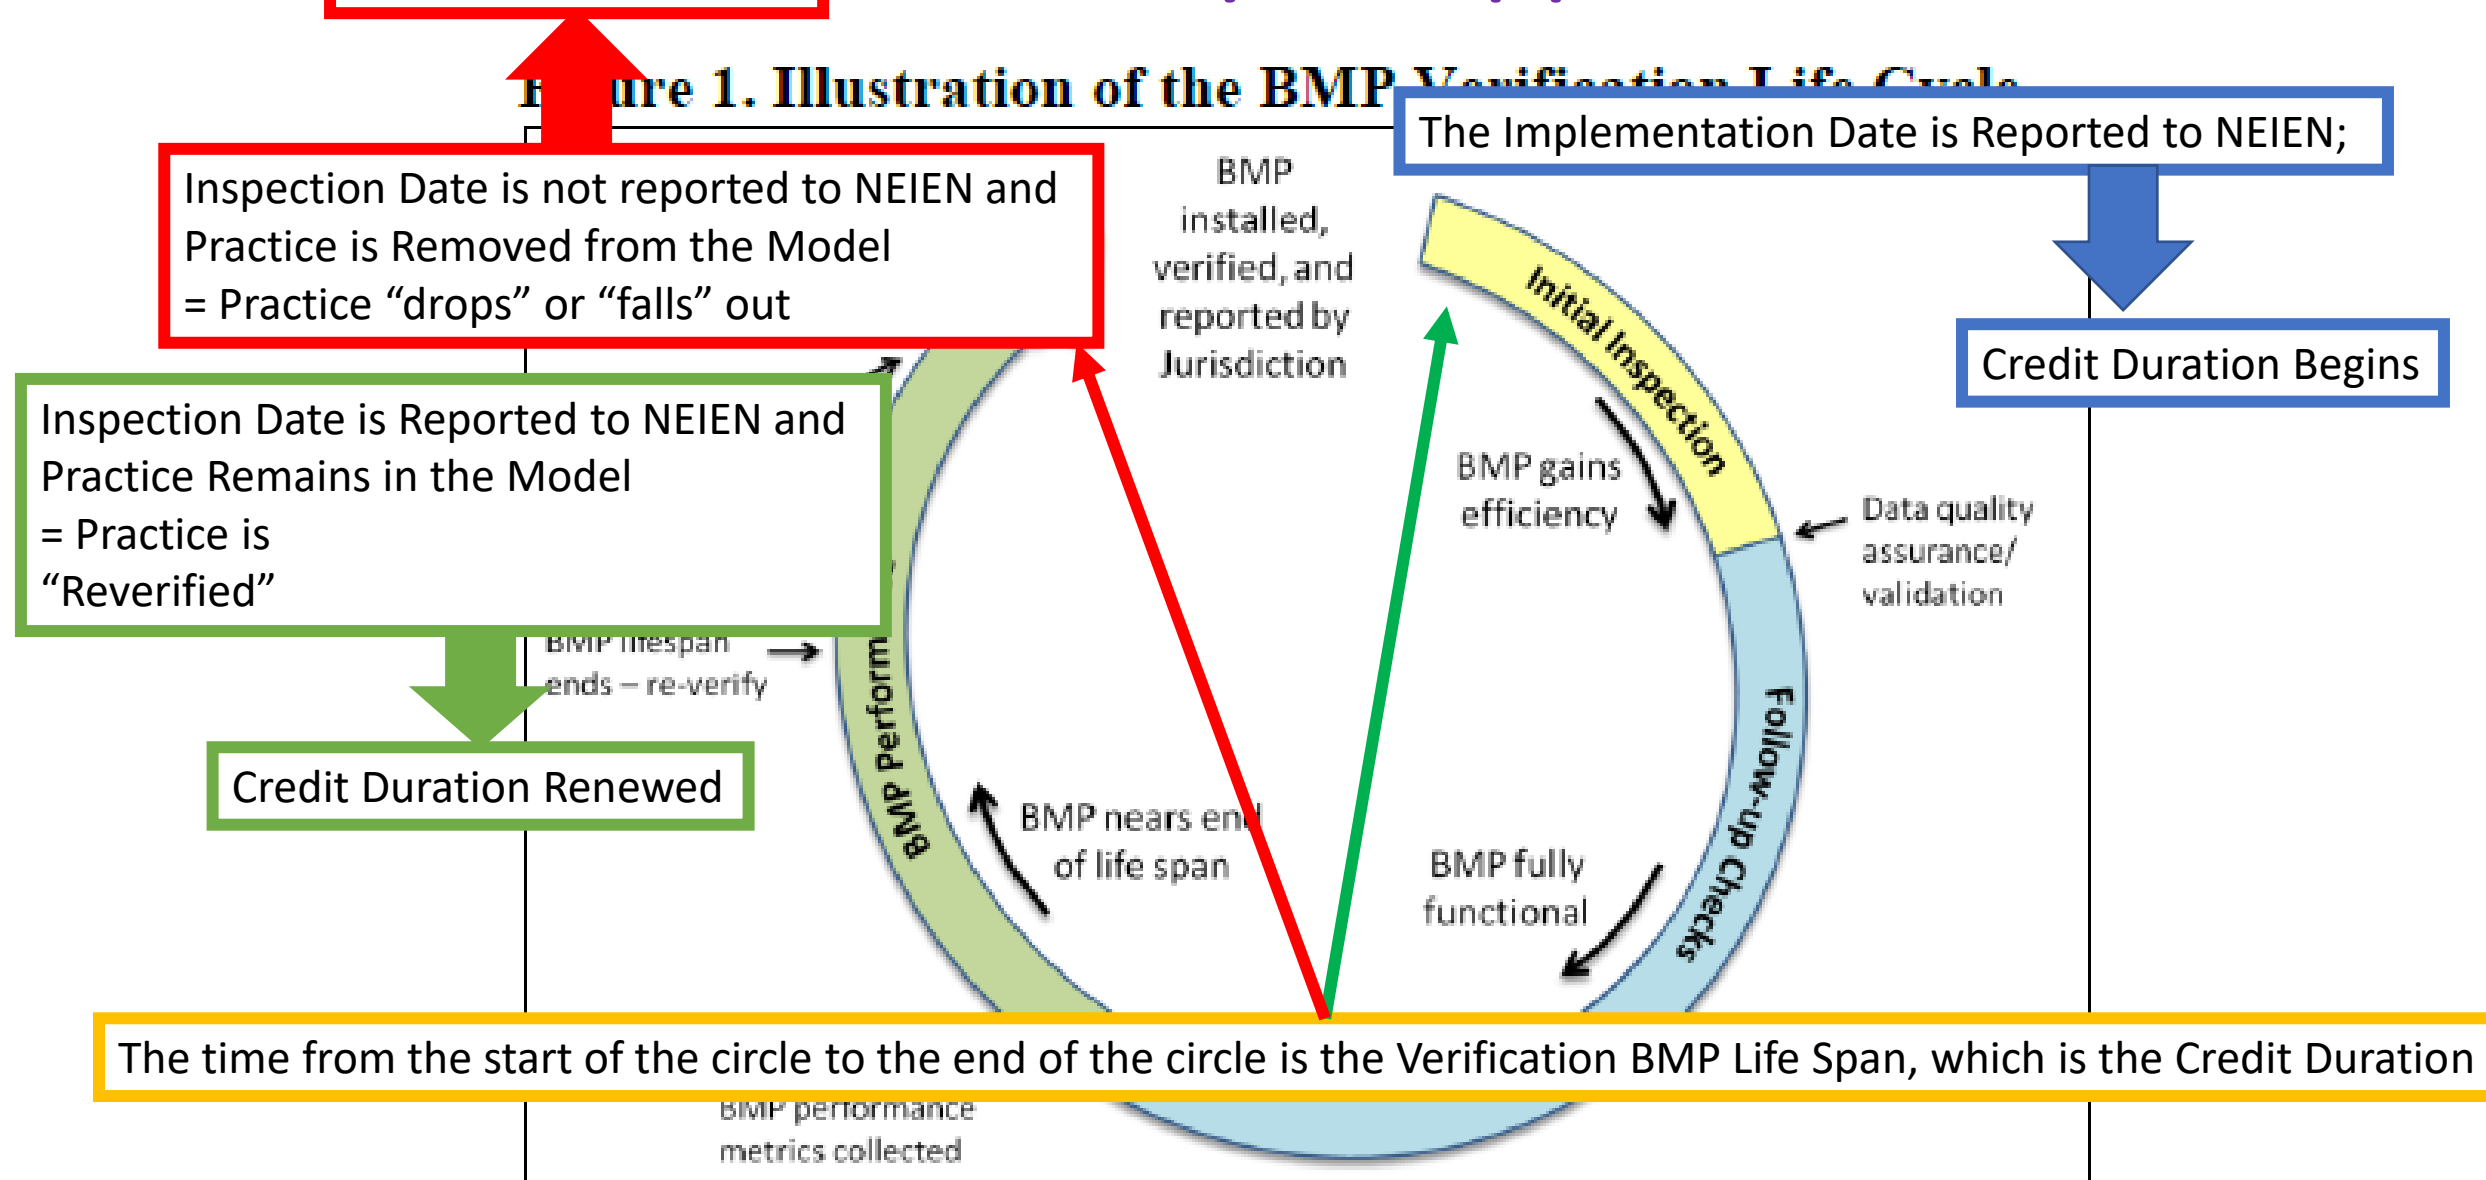 Figure 1. Illustration of the BMP Verification Life Cycle
The Implementation Date is Reported to NEIEN;
Credit Duration Begins
Inspection Date is not reported to NEIEN and
Practice is Removed from the Model
= Practice “drops” or “falls” out
Inspection Date is Reported to NEIEN and
Practice Remains in the Model
= Practice is
“Reverified”
Credit Duration Renewed
BMP
installed,
verified, and
reported by
Jurisdiction
Initial Inspection
BMP gains
efficiency
Data quality
assurance/
validation
Follow-up Checks
BMP fully
functional
BMP nears end
of life span
BMP lifespan
ends – re-verify
BMP
The time from the start of the circle to the end of the circle is the Verification BMP Life Span, which is the Credit Duration
BMP performance
metrics collected